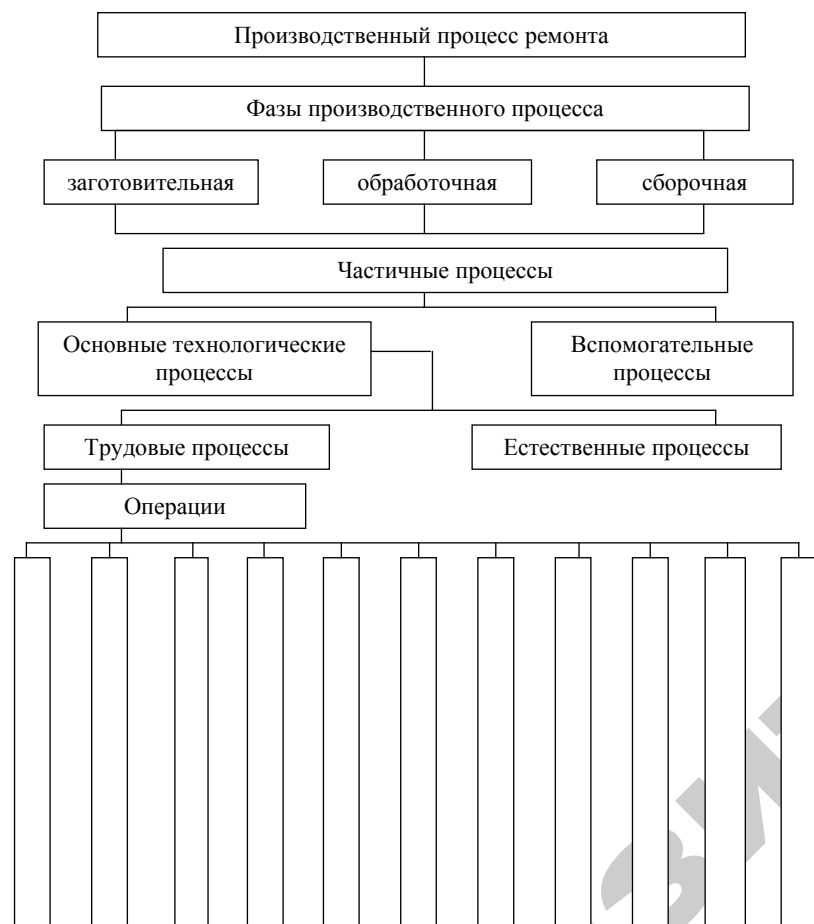 Производственный процесс ремонта
Фазы производственного процесса
заготовительная
обработочная
сборочная
Частичные процессы
Основные технологические
процессы
Вспомогательные
процессы
Трудовые процессы
Естественные процессы
Операции